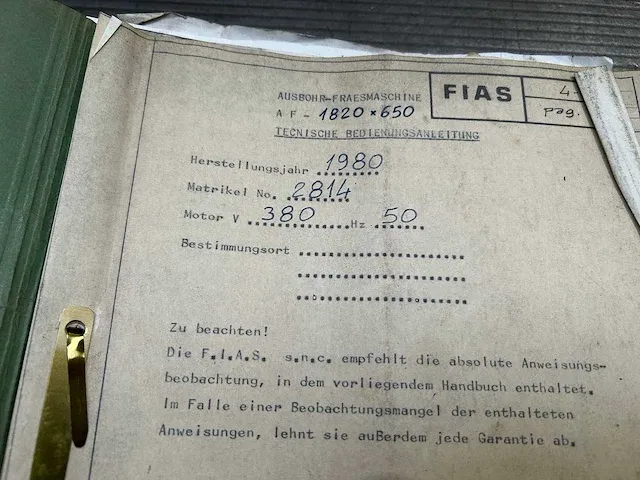 AUSBOHR-FRAESMASCHINE
AF-1820×650
TECNISCHE BEDIENUNGSANLEITUNG
FIAS
4
Pag.
Herstellungsjahr 1980
Matrikel No. 2814
Motor V 380 Hz 50
Bestimmungsort
Zu beachten!
Die F.I.A.S. s.n.c. empfehlt die absolute Anweisungs-
beobachtung, in dem vorliegendem Handbuch enthaltet.
Im Falle einer Beobachtungsmangel der enthalteten
Anweisungen, lehnt sie außerdem jede Garantie ab.